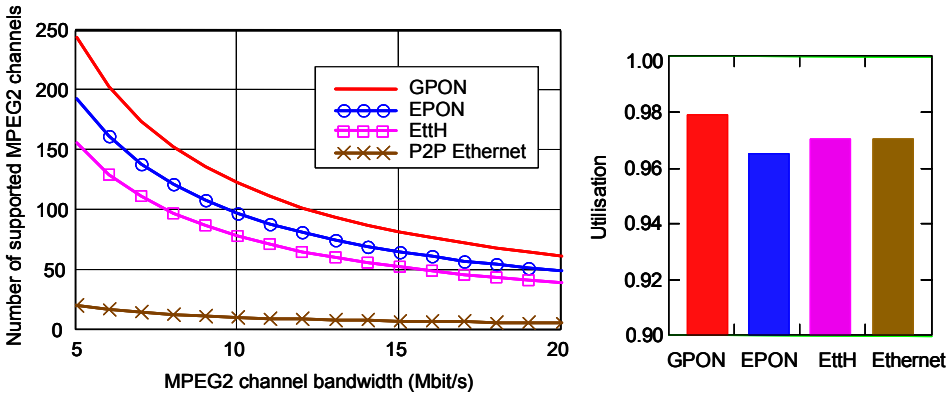 Number of supported MPEG2 channels
250
200
150
100
50
0
5
10
15
20
MPEG2 channel bandwidth (Mbit/s)
GPON
EPON
EttH
P2P Ethernet
Utilisation
1.00
0.98
0.96
0.94
0.92
0.90
GPON
EPON
EttH
Ethernet